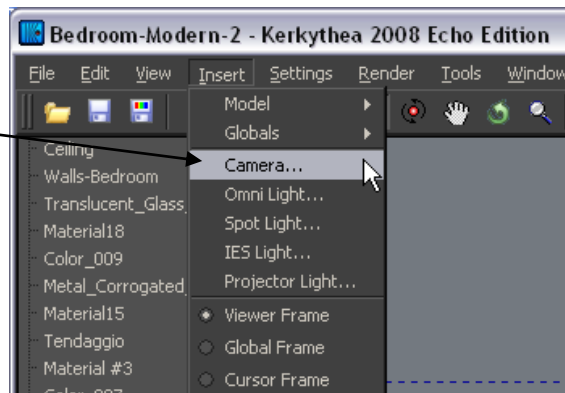 Bedroom-Modern-2 - Kerkythea 2008 Echo Edition
File Edit View Insert Settings Render Tools Window
Model
Globals
Ceiling
Camera...
Walls-Bedroom
Omni Light...
Translucent_Glass_
Spot Light...
Material18
IES Light...
Color_009
Projector Light...
Metal_Corrogated_
Material15
Viewer Frame
Tendaggio
Global Frame
Material #3
Cursor Frame